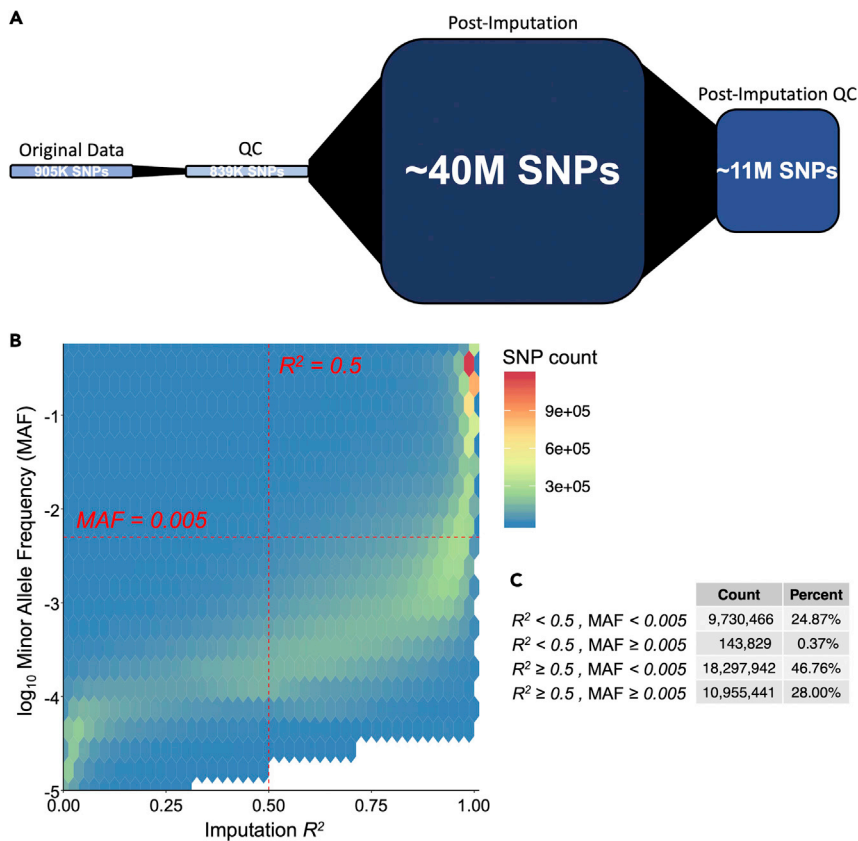 A
Post-Imputation
Post-Imputation QC
Original Data
QC
905K SNPs
839K SNPs
~40M SNPs
~11M SNPs
B
R² = 0.5
MAF = 0.005
log₁₀ Minor Allele Frequency (MAF)
-1
-2
-3
-4
-5
0.00 0.25 0.50 0.75 1.00
Imputation R²
SNP count
9e+05
6e+05
3e+05
C
Count Percent
R² < 0.5 , MAF < 0.005 9,730,466 24.87%
R² < 0.5 , MAF ≥ 0.005 143,829 0.37%
R² ≥ 0.5 , MAF < 0.005 18,297,942 46.76%
R² ≥ 0.5 , MAF ≥ 0.005 10,955,441 28.00%